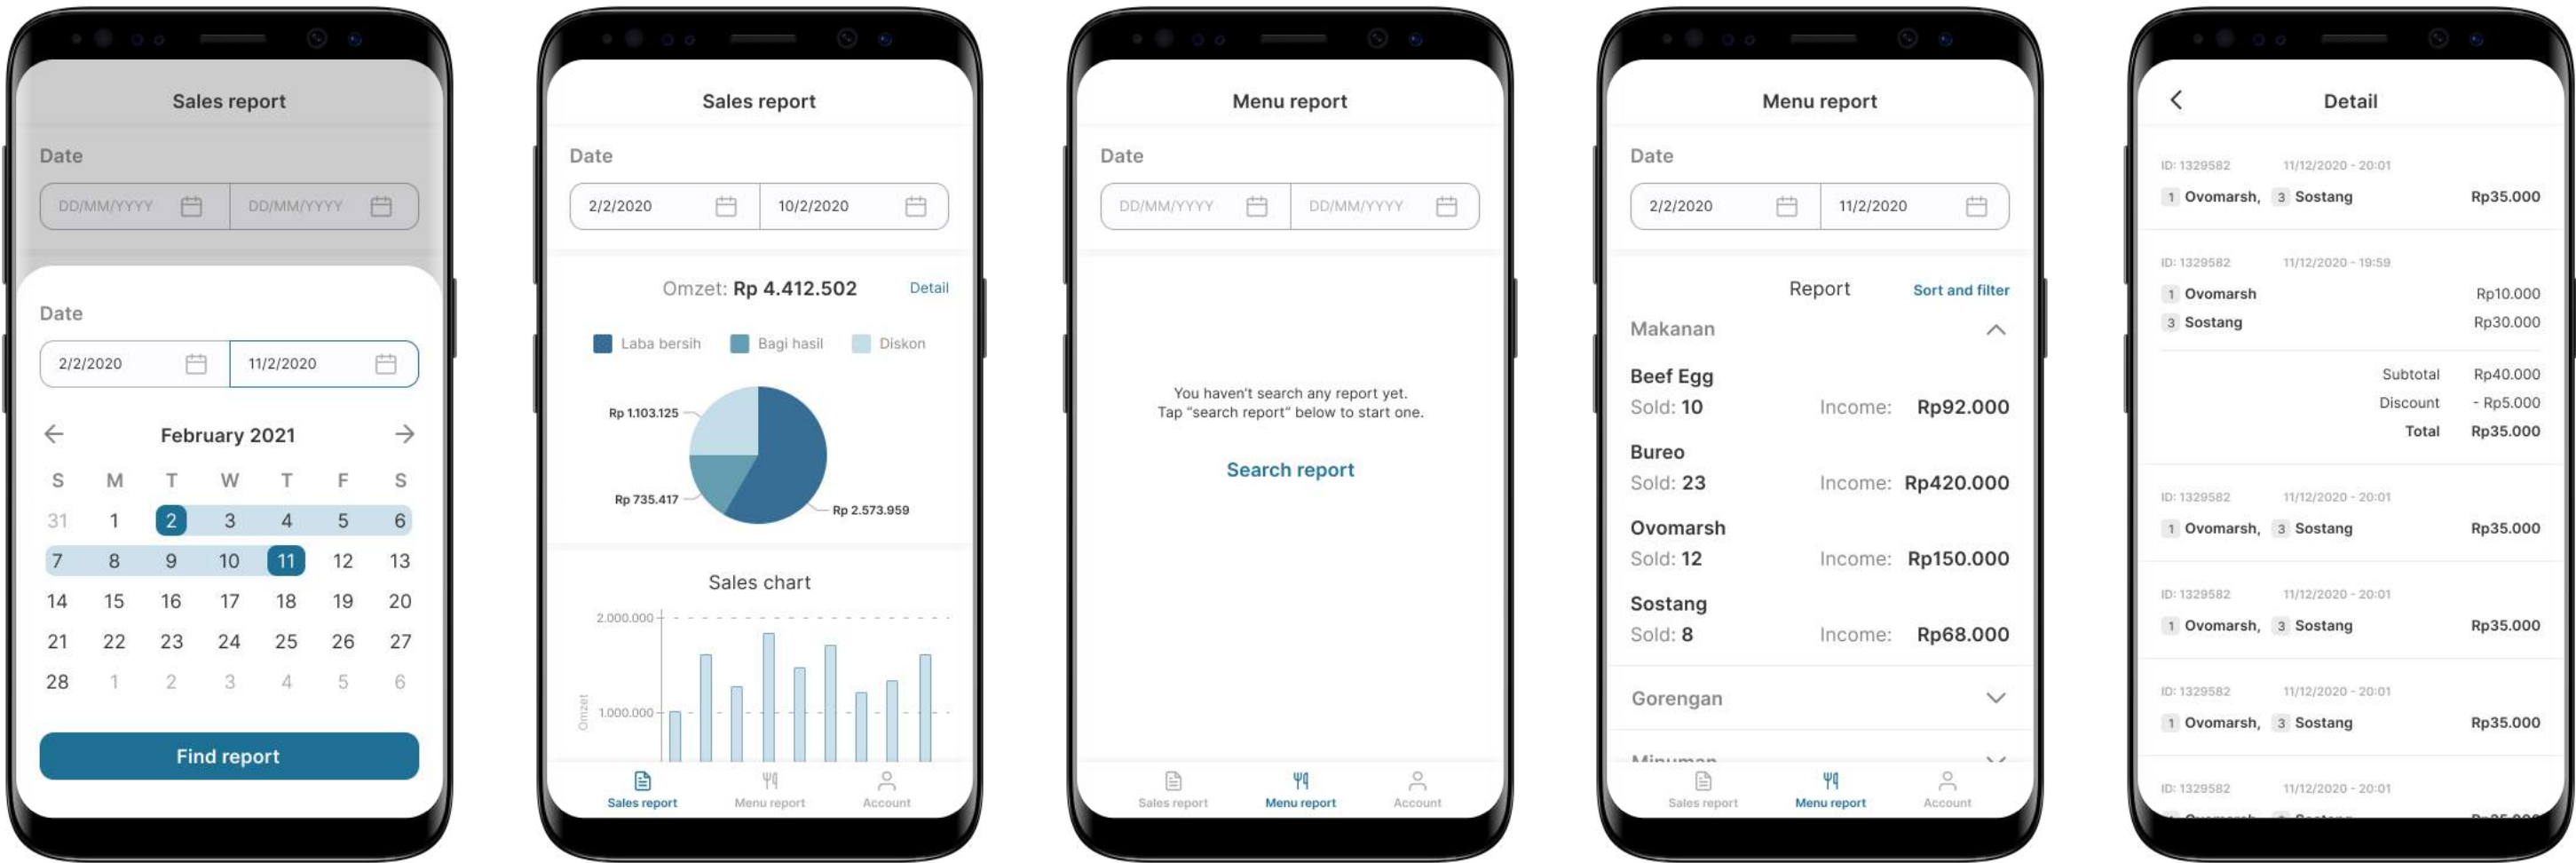 Sales report
Date
DD/MM/YYYY DD/MM/YYYY
Date
2/2/2020 11/2/2020
February 2021
S M T W T F S
31 1 2 3 4 5 6
7 8 9 10 11 12 13
14 15 16 17 18 19 20
21 22 23 24 25 26 27
28 1 2 3 4 5 6
Find report
Sales report
Date
2/2/2020 10/2/2020
Omzet: Rp 4.412.502 Detail
Laba bersih Bagi hasil Diskon
Rp 1.103.125
Rp 735.417
Rp 2.573.959
Sales chart
2.000.000
1.000.000
Omzet
Sales report Menu report Account
Menu report
Date
DD/MM/YYYY DD/MM/YYYY
You haven't search any report yet.
Tap "search report" below to start one.
Search report
Sales report Menu report Account
Menu report
Date
2/2/2020 11/2/2020
Report Sort and filter
Makanan
Beef Egg
Sold: 10 Income: Rp92.000
Bureo
Sold: 23 Income: Rp420.000
Ovomarsh
Sold: 12 Income: Rp150.000
Sostang
Sold: 8 Income: Rp68.000
Gorengan
Minuman
Sales report Menu report Account
Detail
ID: 1329582 11/12/2020 - 20:01
1 Ovomarsh, 3 Sostang Rp35.000
ID: 1329582 11/12/2020 - 19:59
1 Ovomarsh Rp10.000
3 Sostang Rp30.000
Subtotal Rp40.000
Discount - Rp5.000
Total Rp35.000
ID: 1329582 11/12/2020 - 20:01
1 Ovomarsh, 3 Sostang Rp35.000
ID: 1329582 11/12/2020 - 20:01
1 Ovomarsh, 3 Sostang Rp35.000
ID: 1329582 11/12/2020 - 20:01
1 Ovomarsh, 3 Sostang Rp35.000
ID: 1329582 11/12/2020 - 20:01